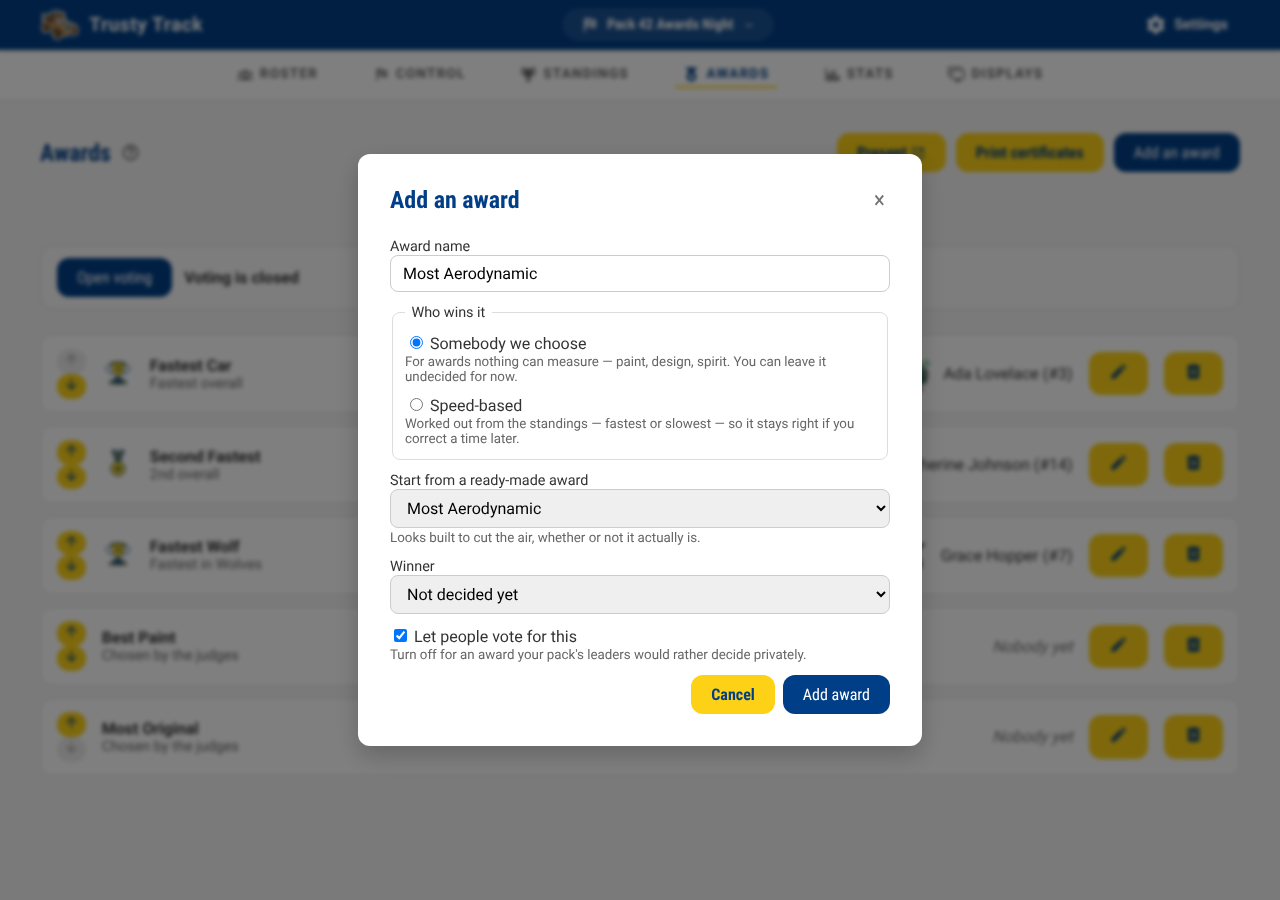 Trusty Track
Pack 42 Awards Night
Settings
ROSTER
CONTROL
STANDINGS
AWARDS
STATS
DISPLAYS
Awards
Present
Print certificates
Add an award
Open voting
Voting is closed
Fastest Car
Fastest overall
Ada Lovelace (#3)
Second Fastest
2nd overall
herine Johnson (#14)
Fastest Wolf
Fastest in Wolves
Grace Hopper (#7)
Best Paint
Chosen by the judges
Nobody yet
Most Original
Chosen by the judges
Nobody yet
Add an award
x
Award name
Most Aerodynamic
Who wins it
Somebody we choose
For awards nothing can measure — paint, design, spirit. You can leave it
undecided for now.
Speed-based
Worked out from the standings — fastest or slowest — so it stays right if you
correct a time later.
Start from a ready-made award
Most Aerodynamic
Looks built to cut the air, whether or not it actually is.
Winner
Not decided yet
Let people vote for this
Turn off for an award your pack's leaders would rather decide privately.
Cancel
Add award